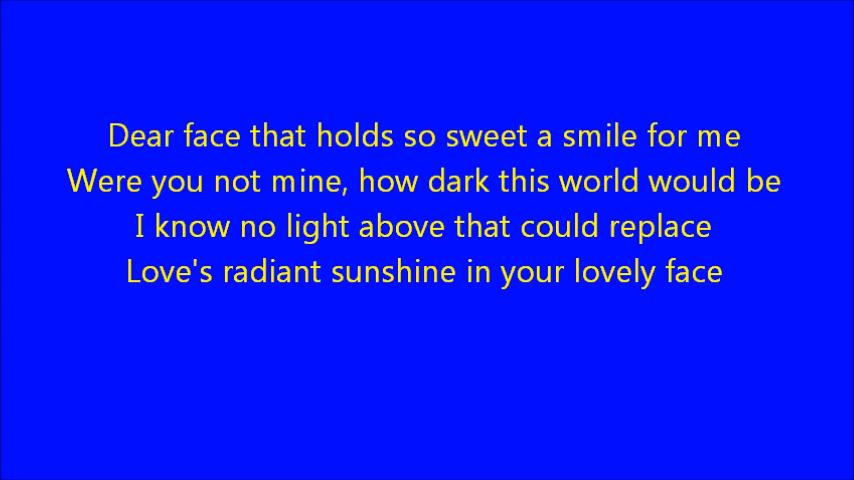 Dear face that holds so sweet a smile for me
Were you not mine, how dark this world would be
I know no light above that could replace
Love's radiant sunshine in your lovely face